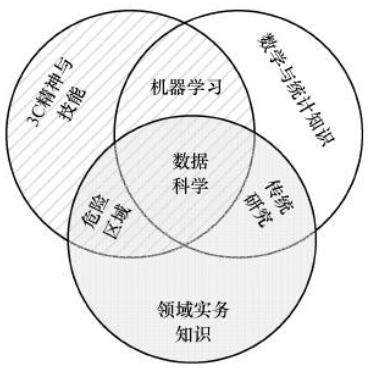 3C精神与
技能
机器学习
数学与统计知识
数据
科学
危险
区域
传统
研究
领域实务
知识